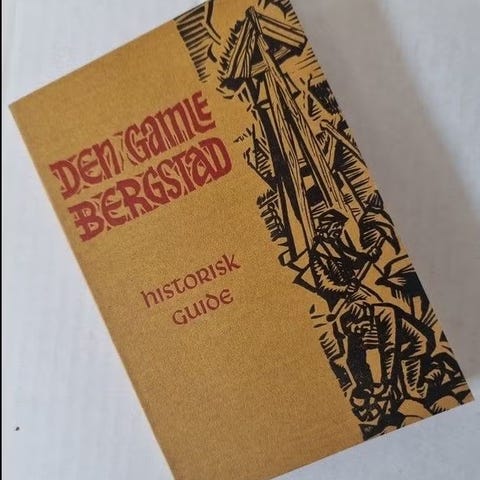 DEN GAMLE
BERGSTAD
HISTORISK
GUIDE